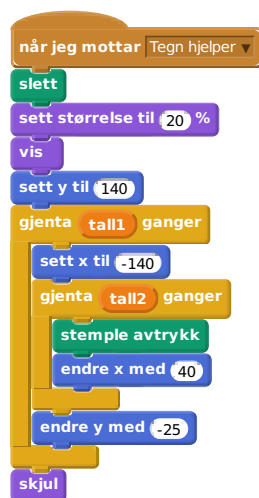 når jeg mottar Tegn hjelper
slett
sett størrelse til 20 %
vis
sett y til 140
gjenta tall1 ganger
sett x til -140
gjenta tall2 ganger
stemple avtrykk
endre x med 40
endre y med -25
skjul